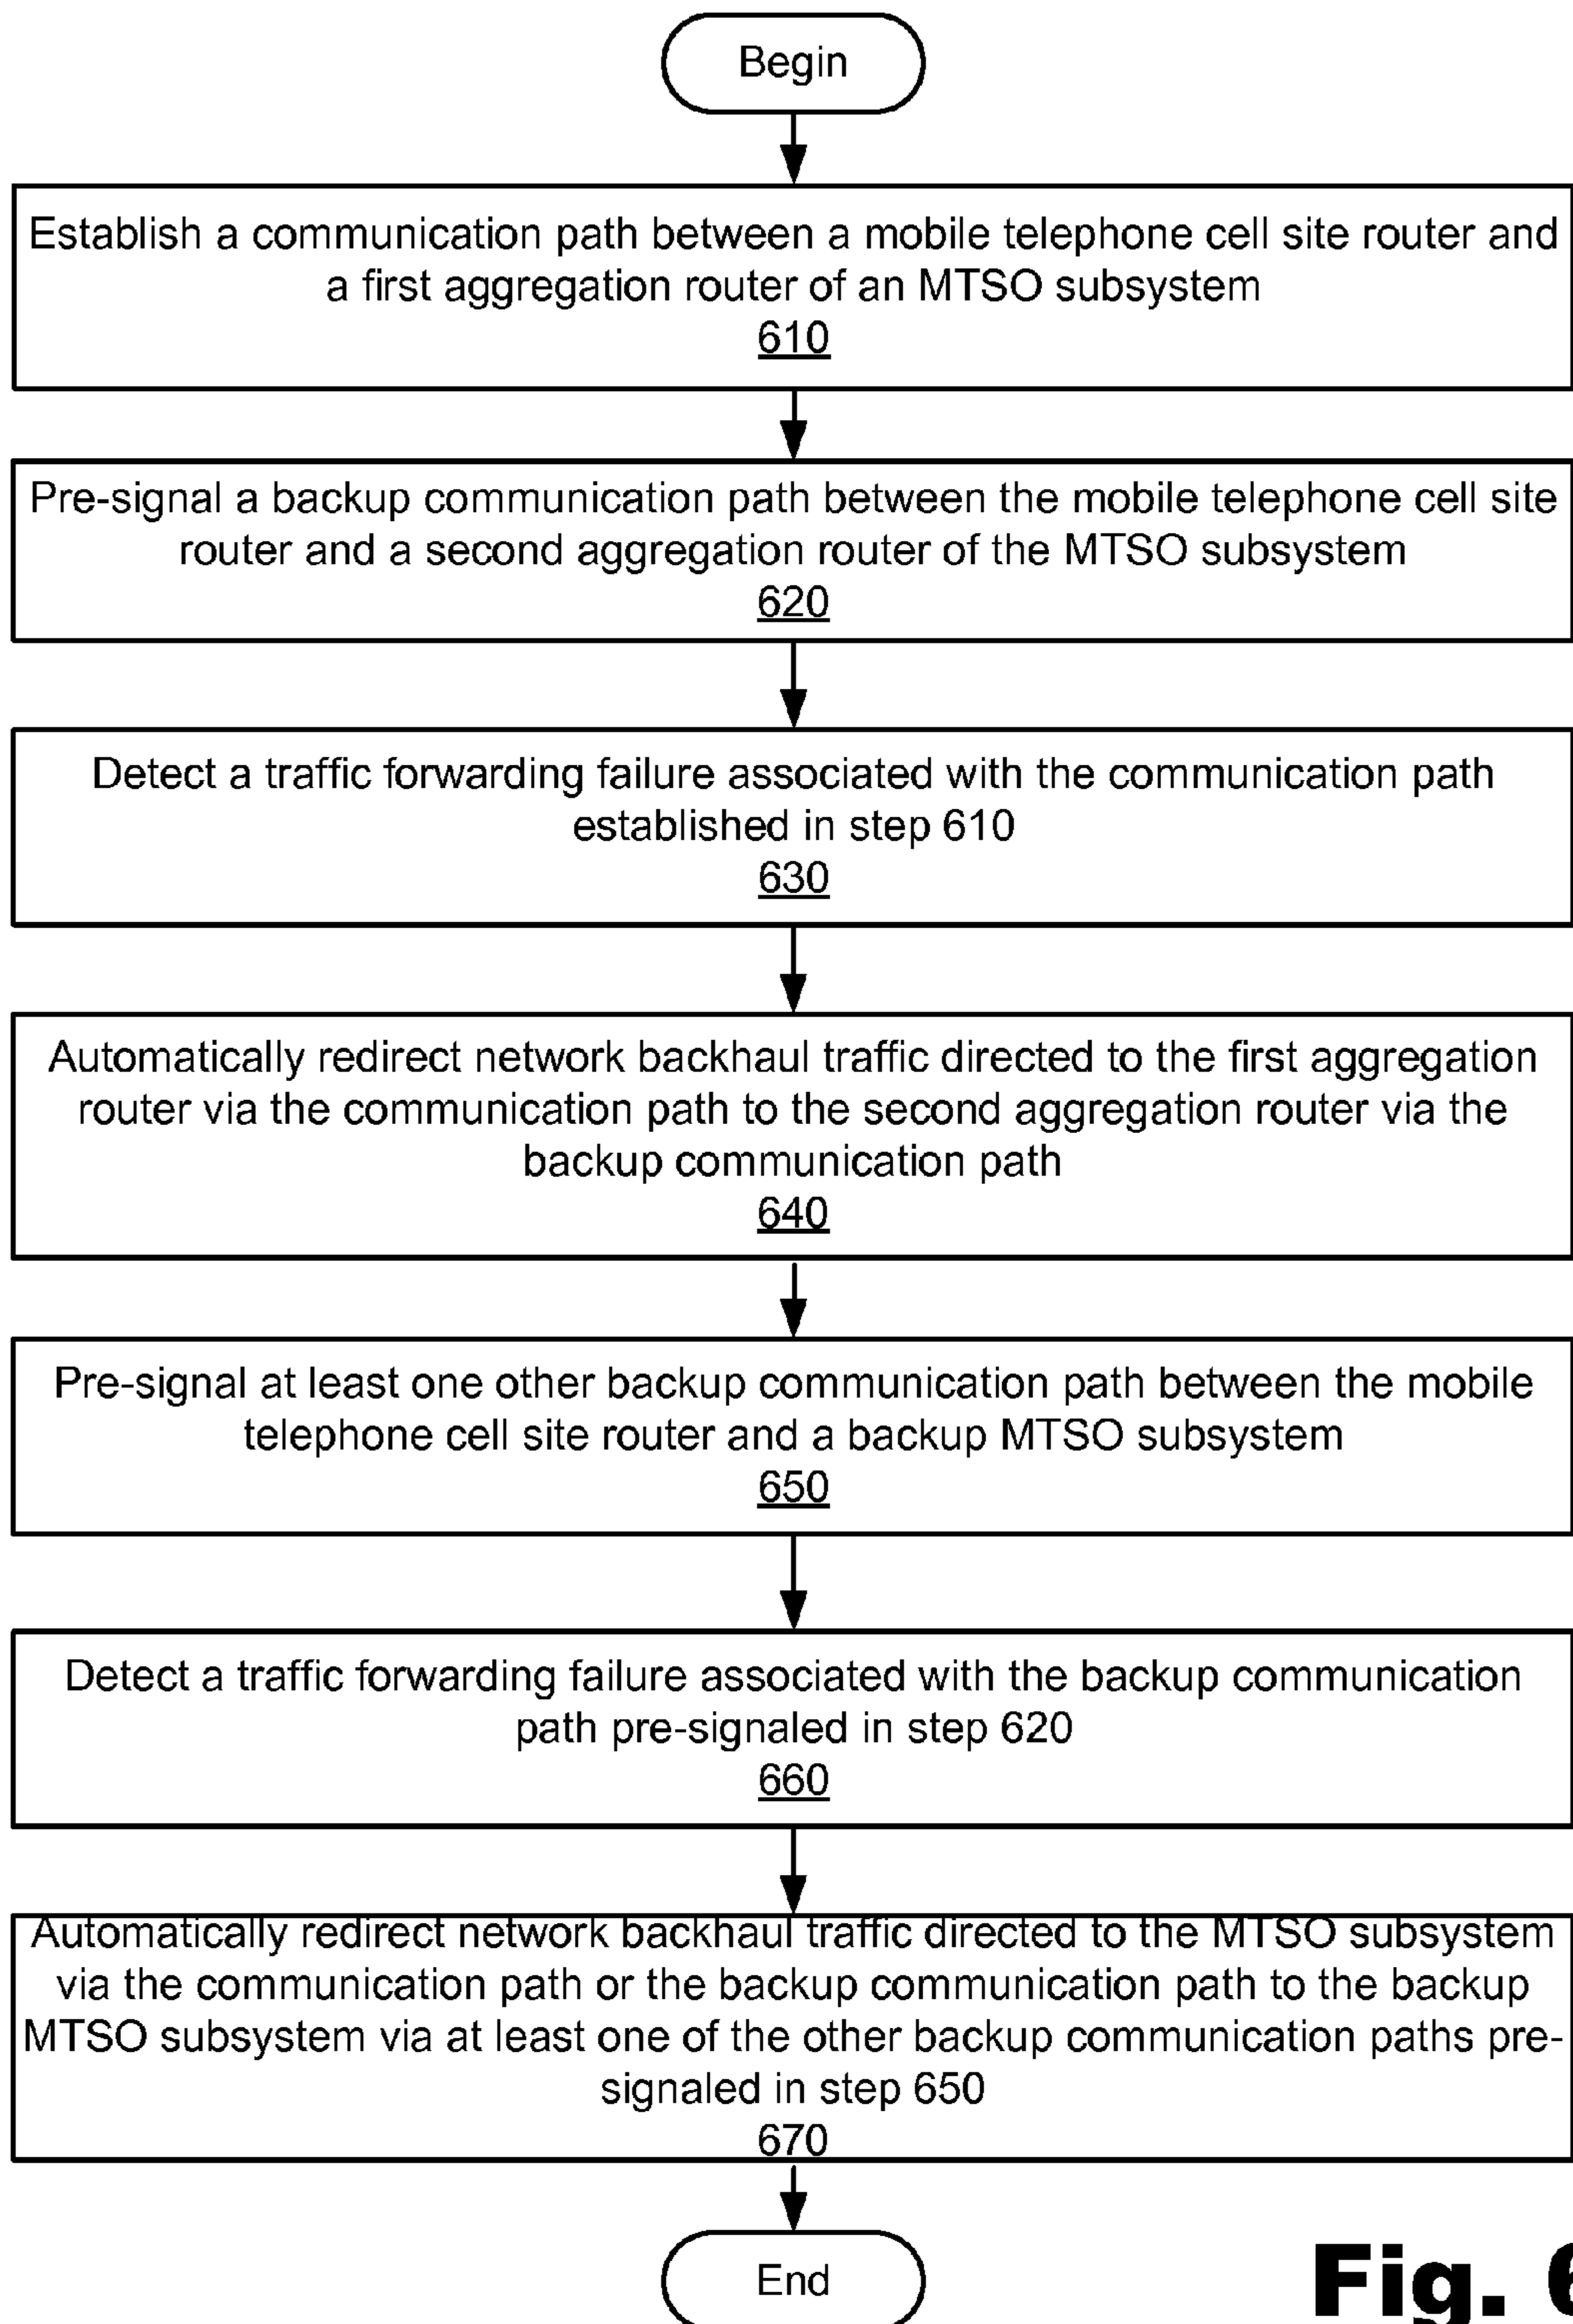 Begin
Establish a communication path between a mobile telephone cell site router and
a first aggregation router of an MTSO subsystem
610
Pre-signal a backup communication path between the mobile telephone cell site
router and a second aggregation router of the MTSO subsystem
620
Detect a traffic forwarding failure associated with the communication path
established in step 610
630
Automatically redirect network backhaul traffic directed to the first aggregation
router via the communication path to the second aggregation router via the
backup communication path
640
Pre-signal at least one other backup communication path between the mobile
telephone cell site router and a backup MTSO subsystem
650
Detect a traffic forwarding failure associated with the backup communication
path pre-signaled in step 620
660
Automatically redirect network backhaul traffic directed to the MTSO subsystem
via the communication path or the backup communication path to the backup
MTSO subsystem via at least one of the other backup communication paths pre-
signaled in step 650
670
End
Fig. 6